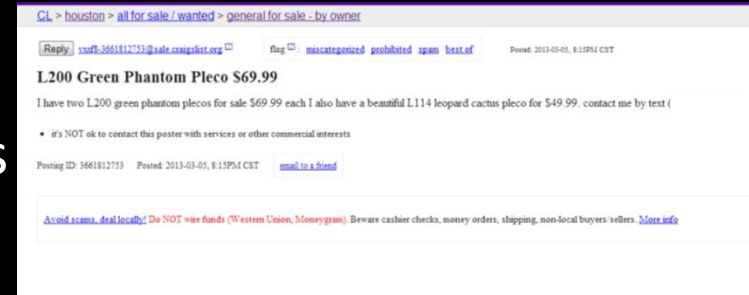 CL > houston > all for sale / wanted > general for sale - by owner
Reply vxxf8-3661812753@sale.craigslist.org flag : miscategorized prohibited spam best of Posted: 2013-03-05, 8:15PM CST
L200 Green Phantom Pleco $69.99
I have two L200 green phantom plecos for sale $69.99 each I also have a beautiful L114 leopard cactus pleco for $49.99. contact me by text (
• it's NOT ok to contact this poster with services or other commercial interests
s
Posting ID: 3661812753 Posted: 2013-03-05, 8:15PM CST email to a friend
Avoid scams, deal locally! Do NOT wire funds (Western Union, Moneygram). Beware cashier checks, money orders, shipping, non-local buyers/sellers. More info